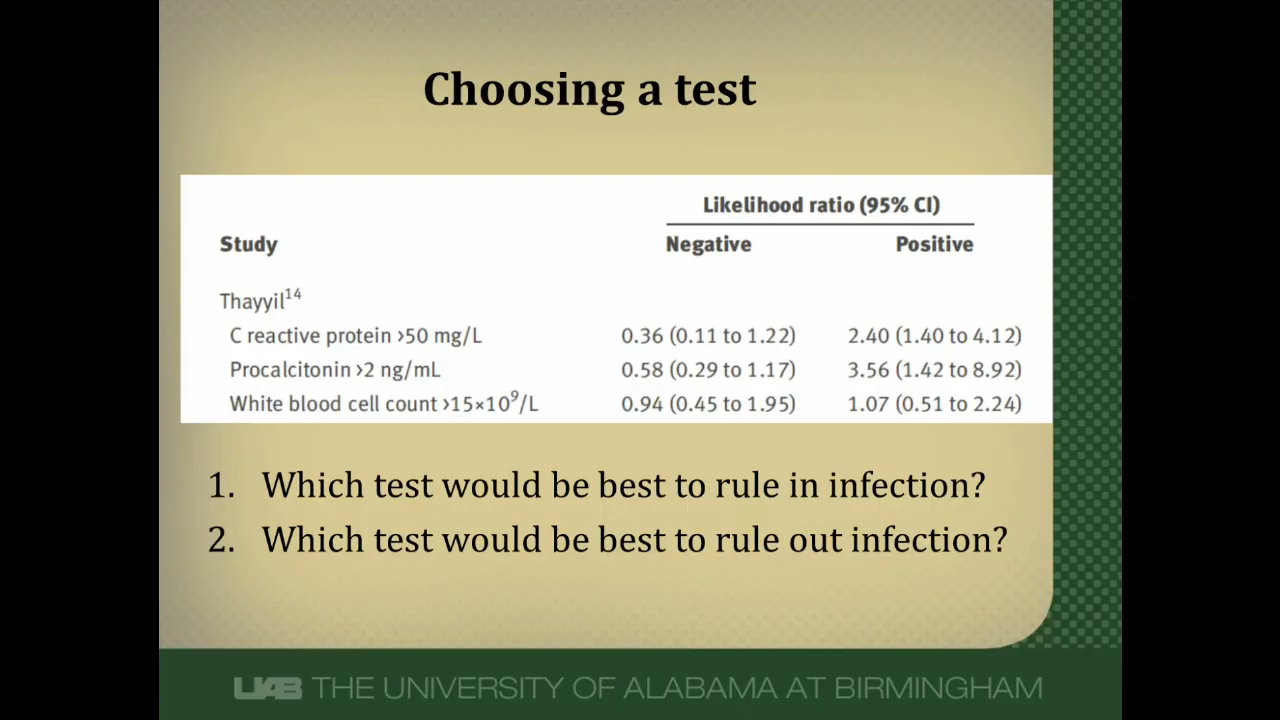 Choosing a test
Likelihood ratio (95% CI)
Study Negative Positive
Thayyil¹⁴
C reactive protein >50 mg/L 0.36 (0.11 to 1.22) 2.40 (1.40 to 4.12)
Procalcitonin >2 ng/mL 0.58 (0.29 to 1.17) 3.56 (1.42 to 8.92)
White blood cell count >15×10⁹/L 0.94 (0.45 to 1.95) 1.07 (0.51 to 2.24)
1. Which test would be best to rule in infection?
2. Which test would be best to rule out infection?
UAB THE UNIVERSITY OF ALABAMA AT BIRMINGHAM